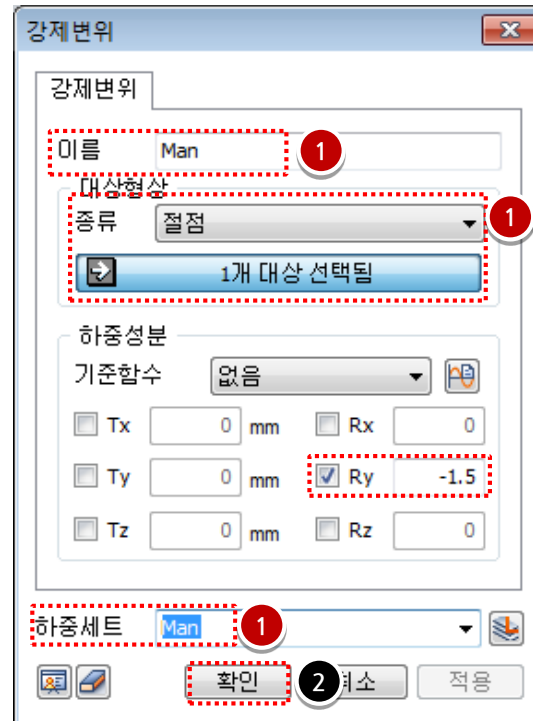 강제변위
강제변위
이름 Man 1
대상형상
종류 절점 1
1개 대상 선택됨
하중성분
기준함수 없음
Tx 0 mm Rx 0
Ty 0 mm Ry -1.5
Tz 0 mm Rz 0
하중세트 Man 1
확인 2 소 적용